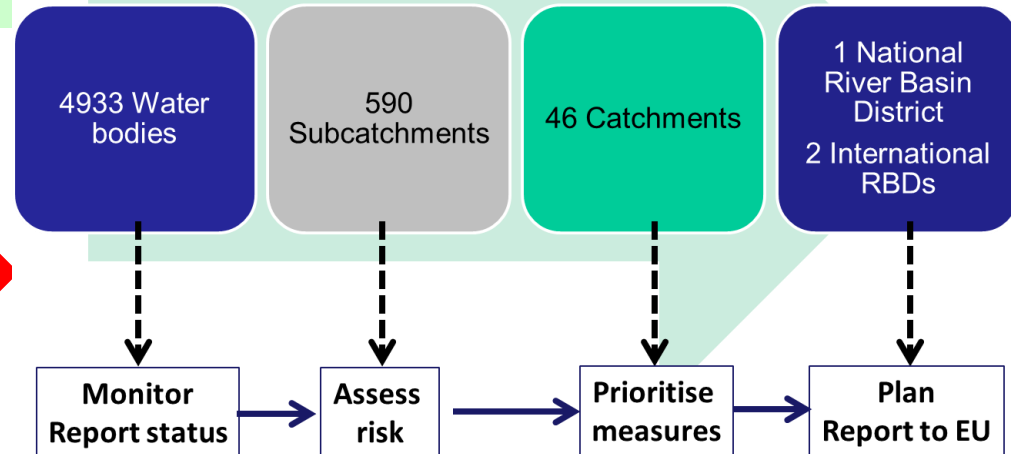 4933 Water
bodies
590
Subcatchments
46 Catchments
1 National
River Basin
District
2 International
RBDs
Monitor
Report status
Assess
risk
Prioritise
measures
Plan
Report to EU